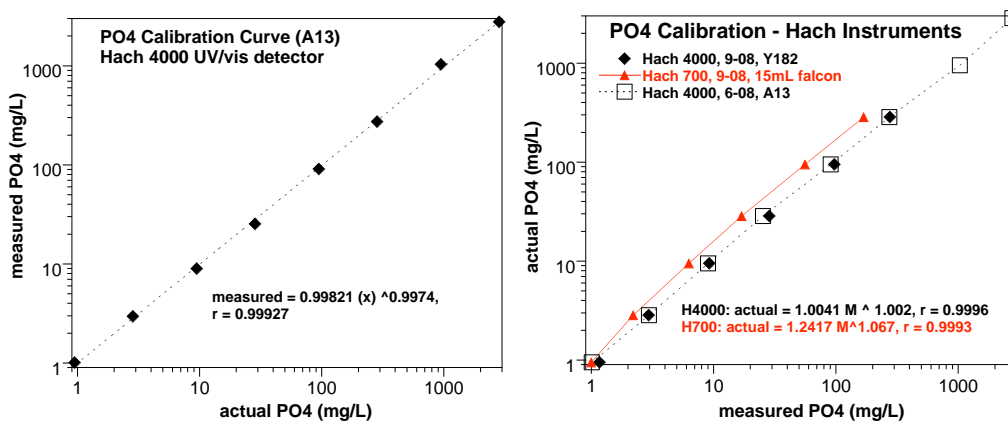 PO4 Calibration Curve (A13)
Hach 4000 UV/vis detector
measured PO4 (mg/L)
1000
100
10
1
measured = 0.99821 (x) ^0.9974,
r = 0.99927
1
10
100
1000
actual PO4 (mg/L)
PO4 Calibration - Hach Instruments
Hach 4000, 9-08, Y182
Hach 700, 9-08, 15mL falcon
Hach 4000, 6-08, A13
actual PO4 (mg/L)
1000
100
10
1
H4000: actual = 1.0041 M ^ 1.002, r = 0.9996
H700: actual = 1.2417 M^1.067, r = 0.9993
1
10
100
1000
measured PO4 (mg/L)